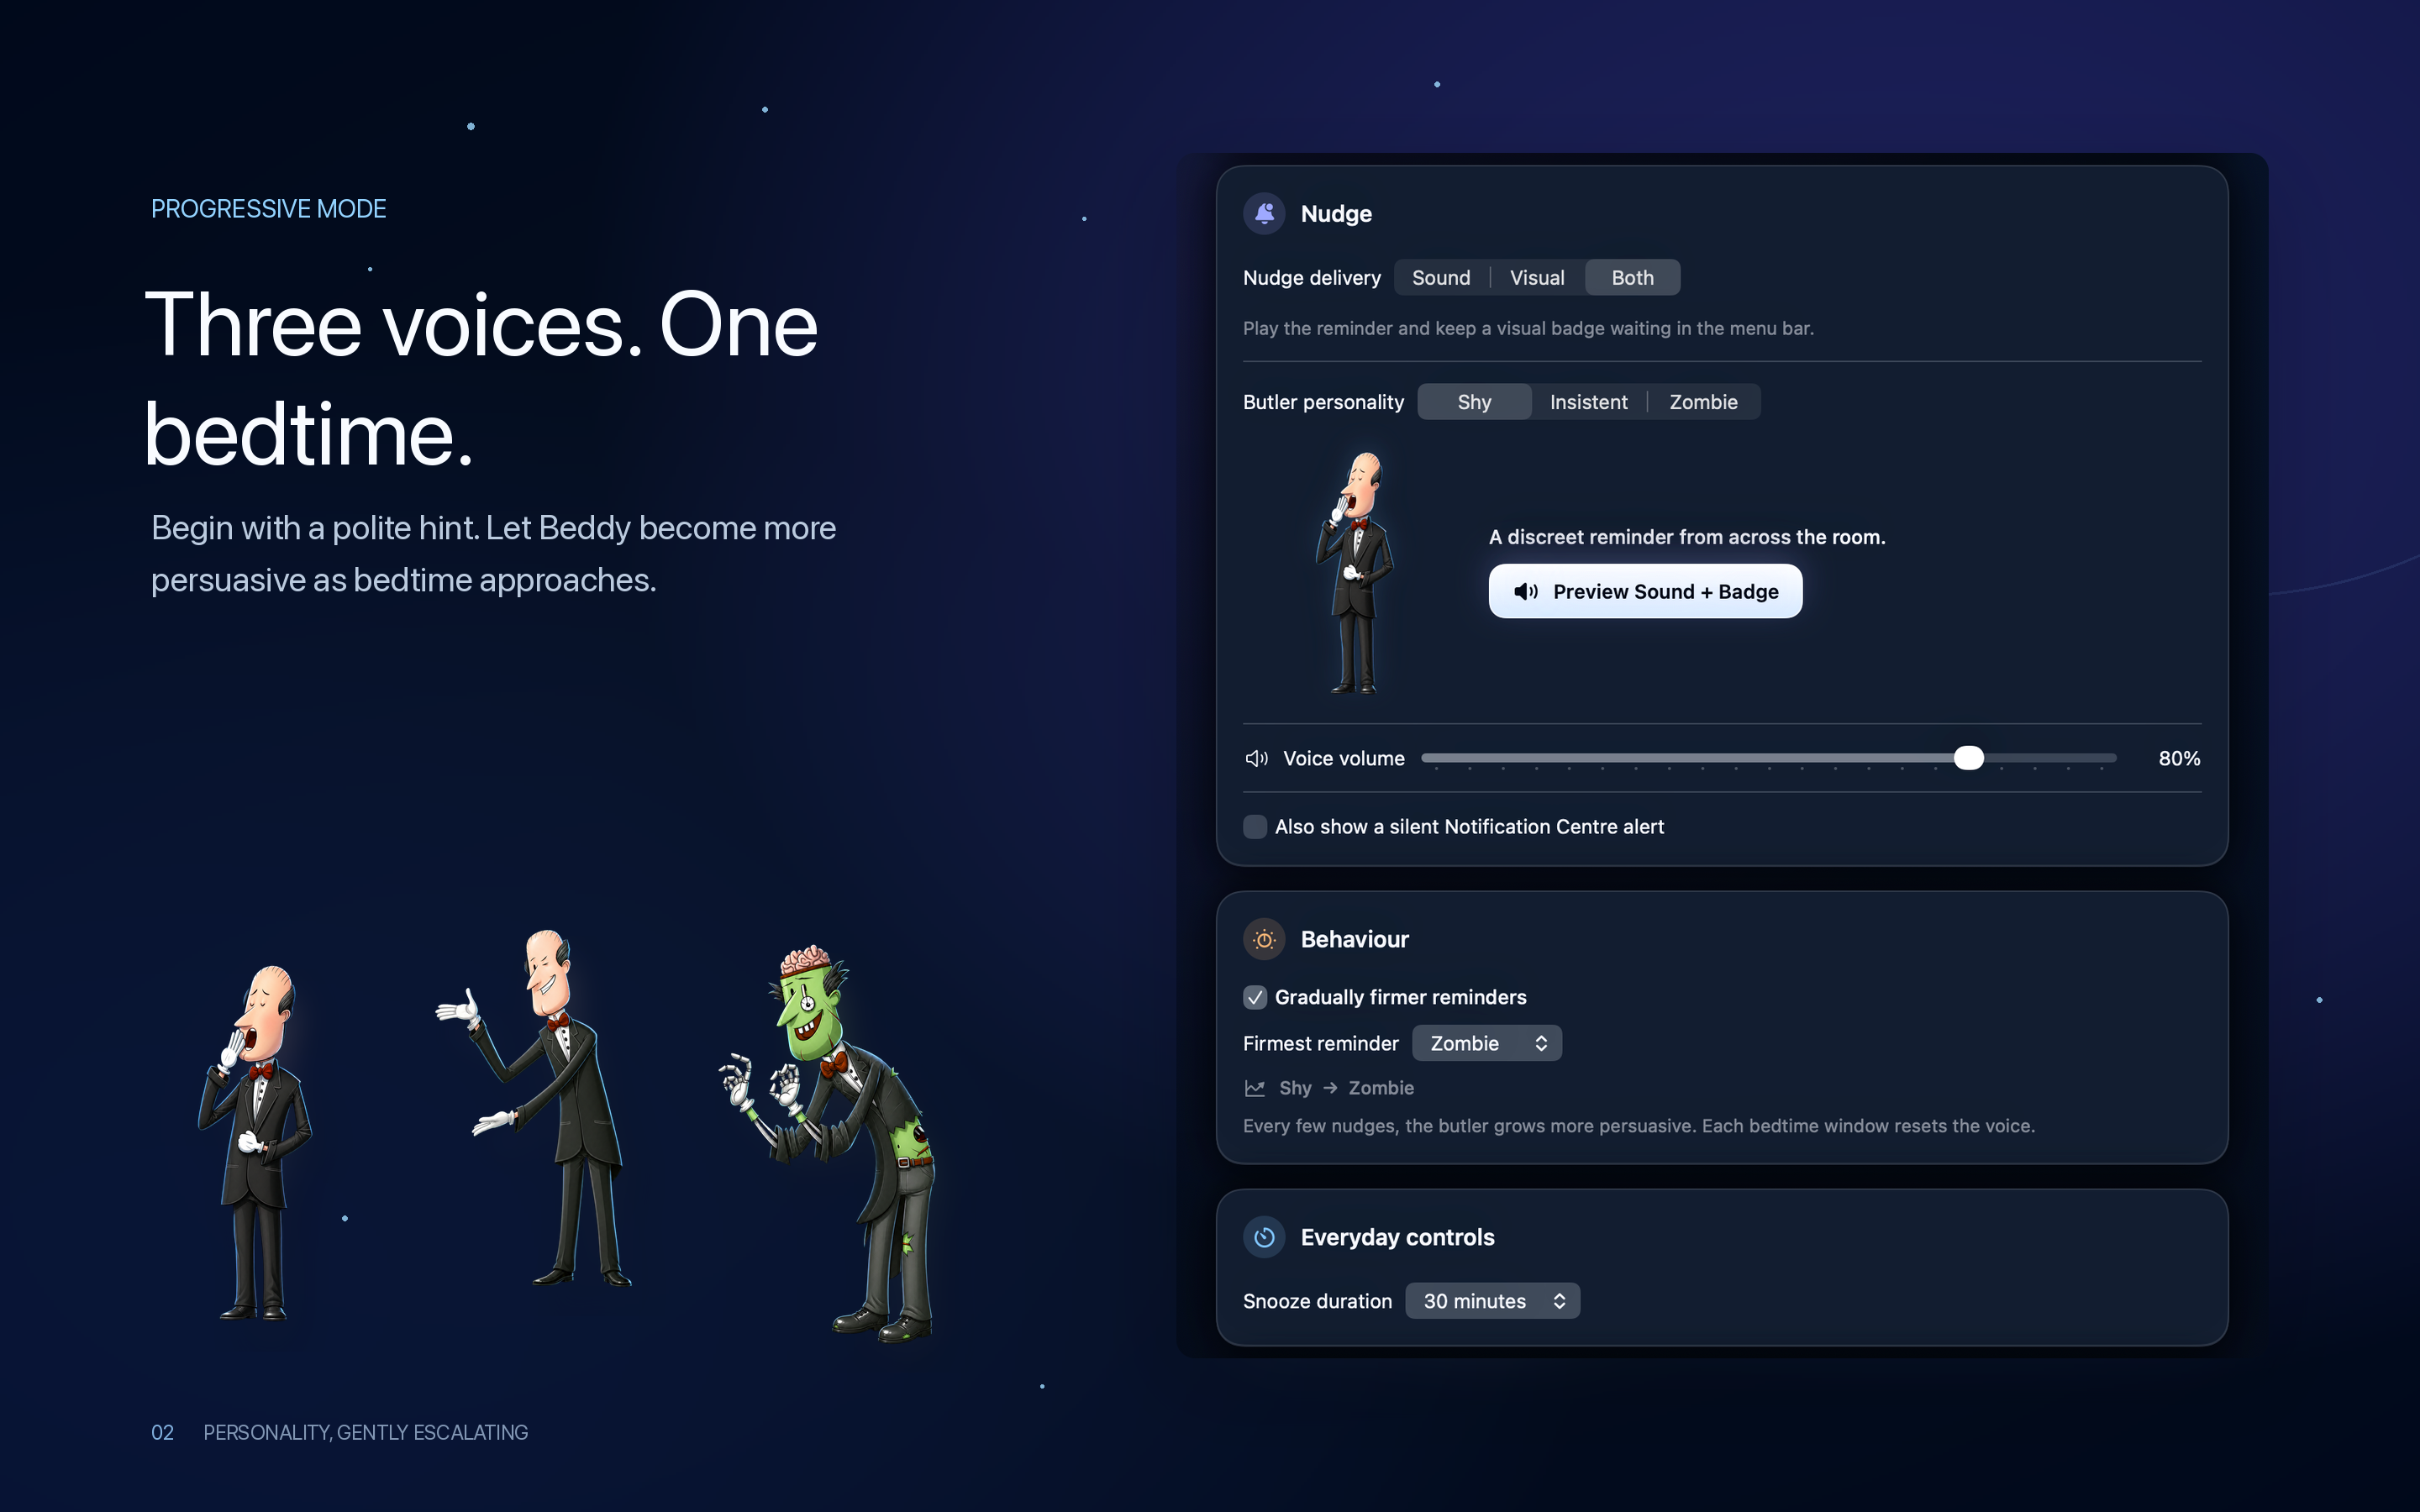 PROGRESSIVE MODE
Three voices. One
bedtime.
Begin with a polite hint. Let Beddy become more
persuasive as bedtime approaches.
02 PERSONALITY, GENTLY ESCALATING
Nudge
Nudge delivery Sound Visual Both
Play the reminder and keep a visual badge waiting in the menu bar.
Butler personality Shy Insistent Zombie
A discreet reminder from across the room.
Preview Sound + Badge
Voice volume 80%
Also show a silent Notification Centre alert
Behaviour
Gradually firmer reminders
Firmest reminder Zombie
Shy → Zombie
Every few nudges, the butler grows more persuasive. Each bedtime window resets the voice.
Everyday controls
Snooze duration 30 minutes